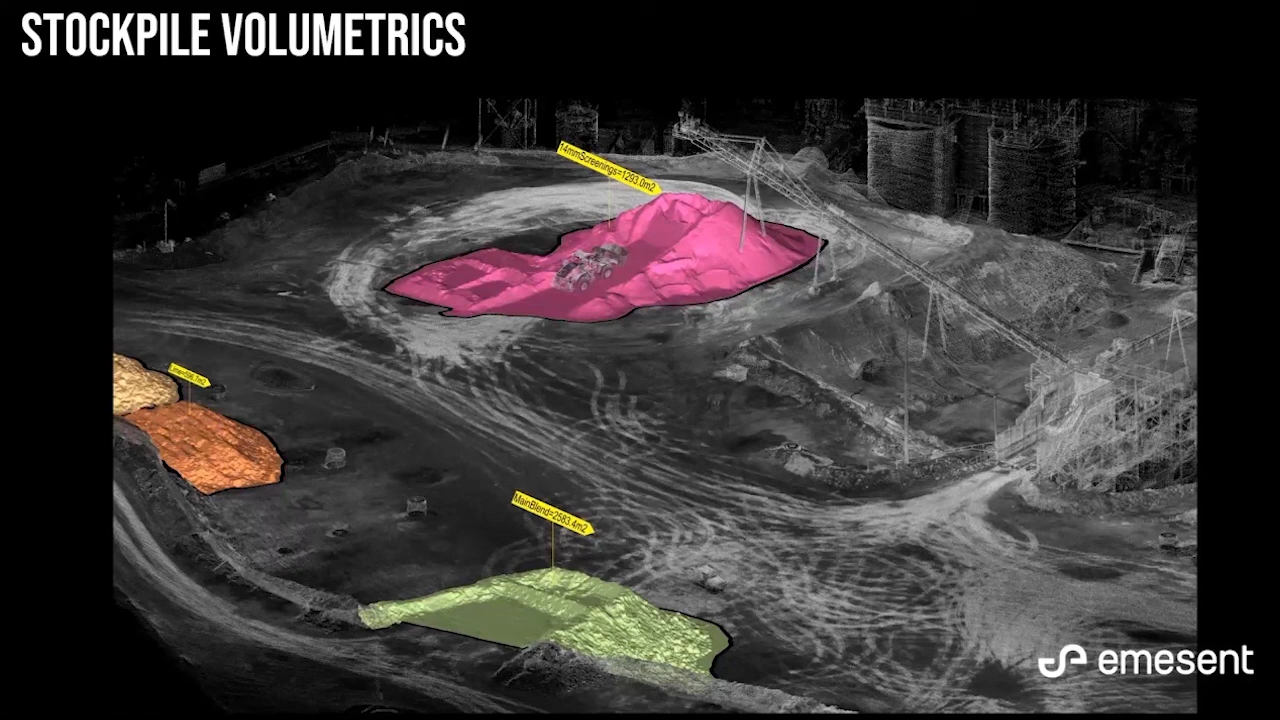 STOCKPILE VOLUMETRICS
14mmScreenings=1293.0m2
MainBlend=2583.4m2
emesent